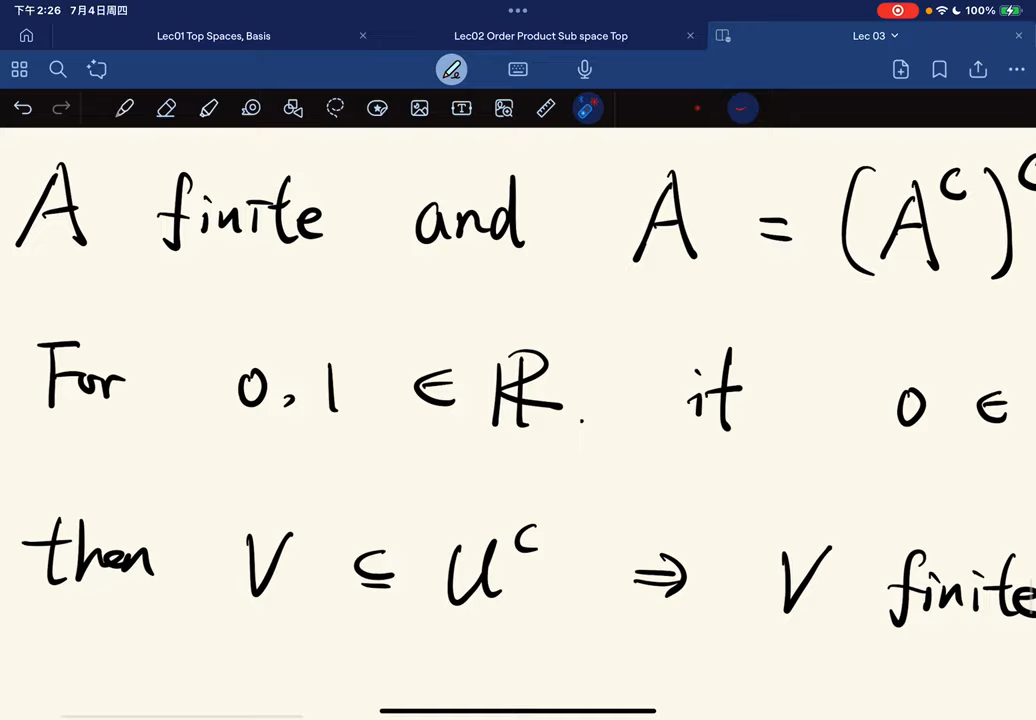 下午2:26 7月4日周四
100%
Lec01 Top Spaces, Basis
Lec02 Order Product Sub space Top
Lec 03
A finite and A = (A^c)^c
For 0, 1 ∈ ℝ. if 0 ∈
then V ⊆ U^c ⇒ V finite